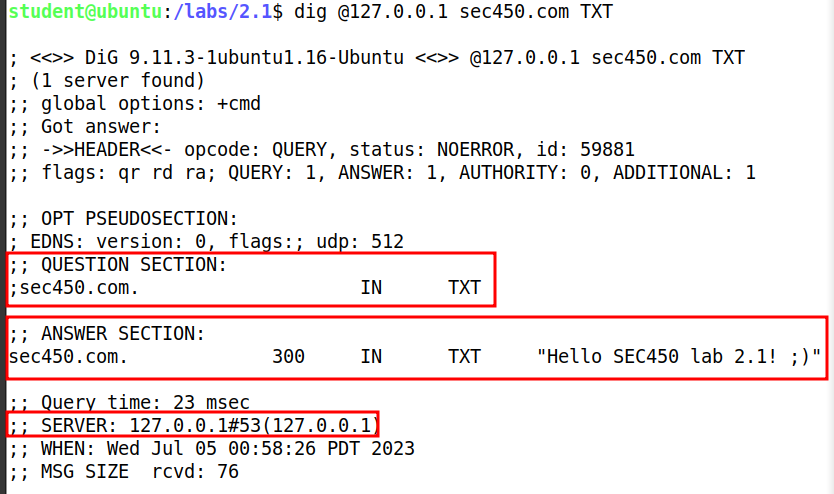 student@ubuntu:/labs/2.1$ dig @127.0.0.1 sec450.com TXT
; <<>> DiG 9.11.3-1ubuntu1.16-Ubuntu <<>> @127.0.0.1 sec450.com TXT
; (1 server found)
;; global options: +cmd
;; Got answer:
;; ->>HEADER<<- opcode: QUERY, status: NOERROR, id: 59881
;; flags: qr rd ra; QUERY: 1, ANSWER: 1, AUTHORITY: 0, ADDITIONAL: 1
;; OPT PSEUDOSECTION:
; EDNS: version: 0, flags:; udp: 512
;; QUESTION SECTION:
;sec450.com. IN TXT
;; ANSWER SECTION:
sec450.com. 300 IN TXT "Hello SEC450 lab 2.1! ;)"
;; Query time: 23 msec
;; SERVER: 127.0.0.1#53(127.0.0.1)
;; WHEN: Wed Jul 05 00:58:26 PDT 2023
;; MSG SIZE rcvd: 76